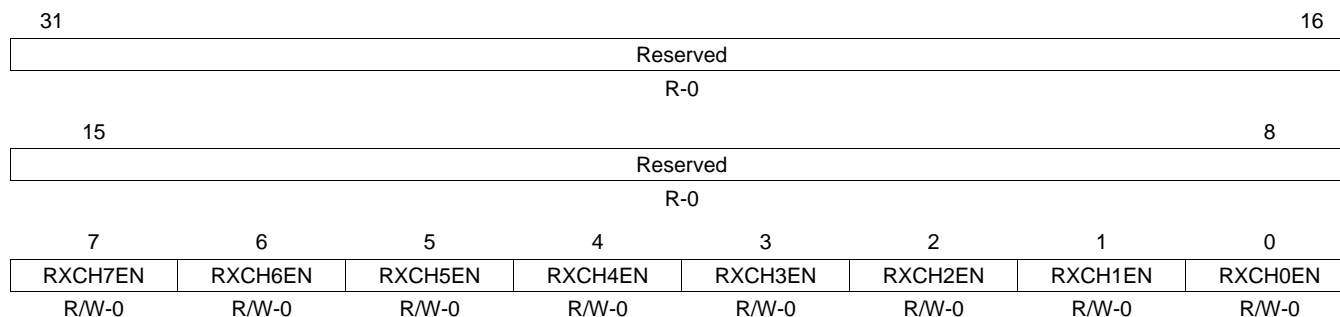 31 16
Reserved
R-0
15 8
Reserved
R-0
7 6 5 4 3 2 1 0
RXCH7EN RXCH6EN RXCH5EN RXCH4EN RXCH3EN RXCH2EN RXCH1EN RXCH0EN
R/W-0 R/W-0 R/W-0 R/W-0 R/W-0 R/W-0 R/W-0 R/W-0